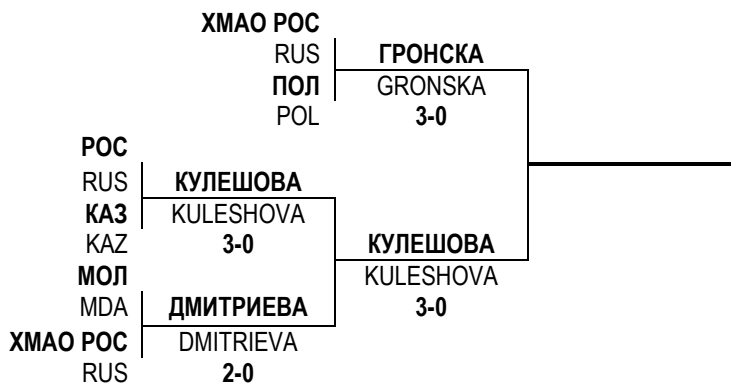 ХМАО РОС
RUS
ГРОНСКА
ПОЛ
GRONSKA
POL
3-0
РОС
RUS
КУЛЕШОВА
КАЗ
KULESHOVA
KAZ
3-0
КУЛЕШОВА
МОЛ
KULESHOVA
MDA
ДМИТРИЕВА
3-0
ХМАО РОС
DMITRIEVA
RUS
2-0